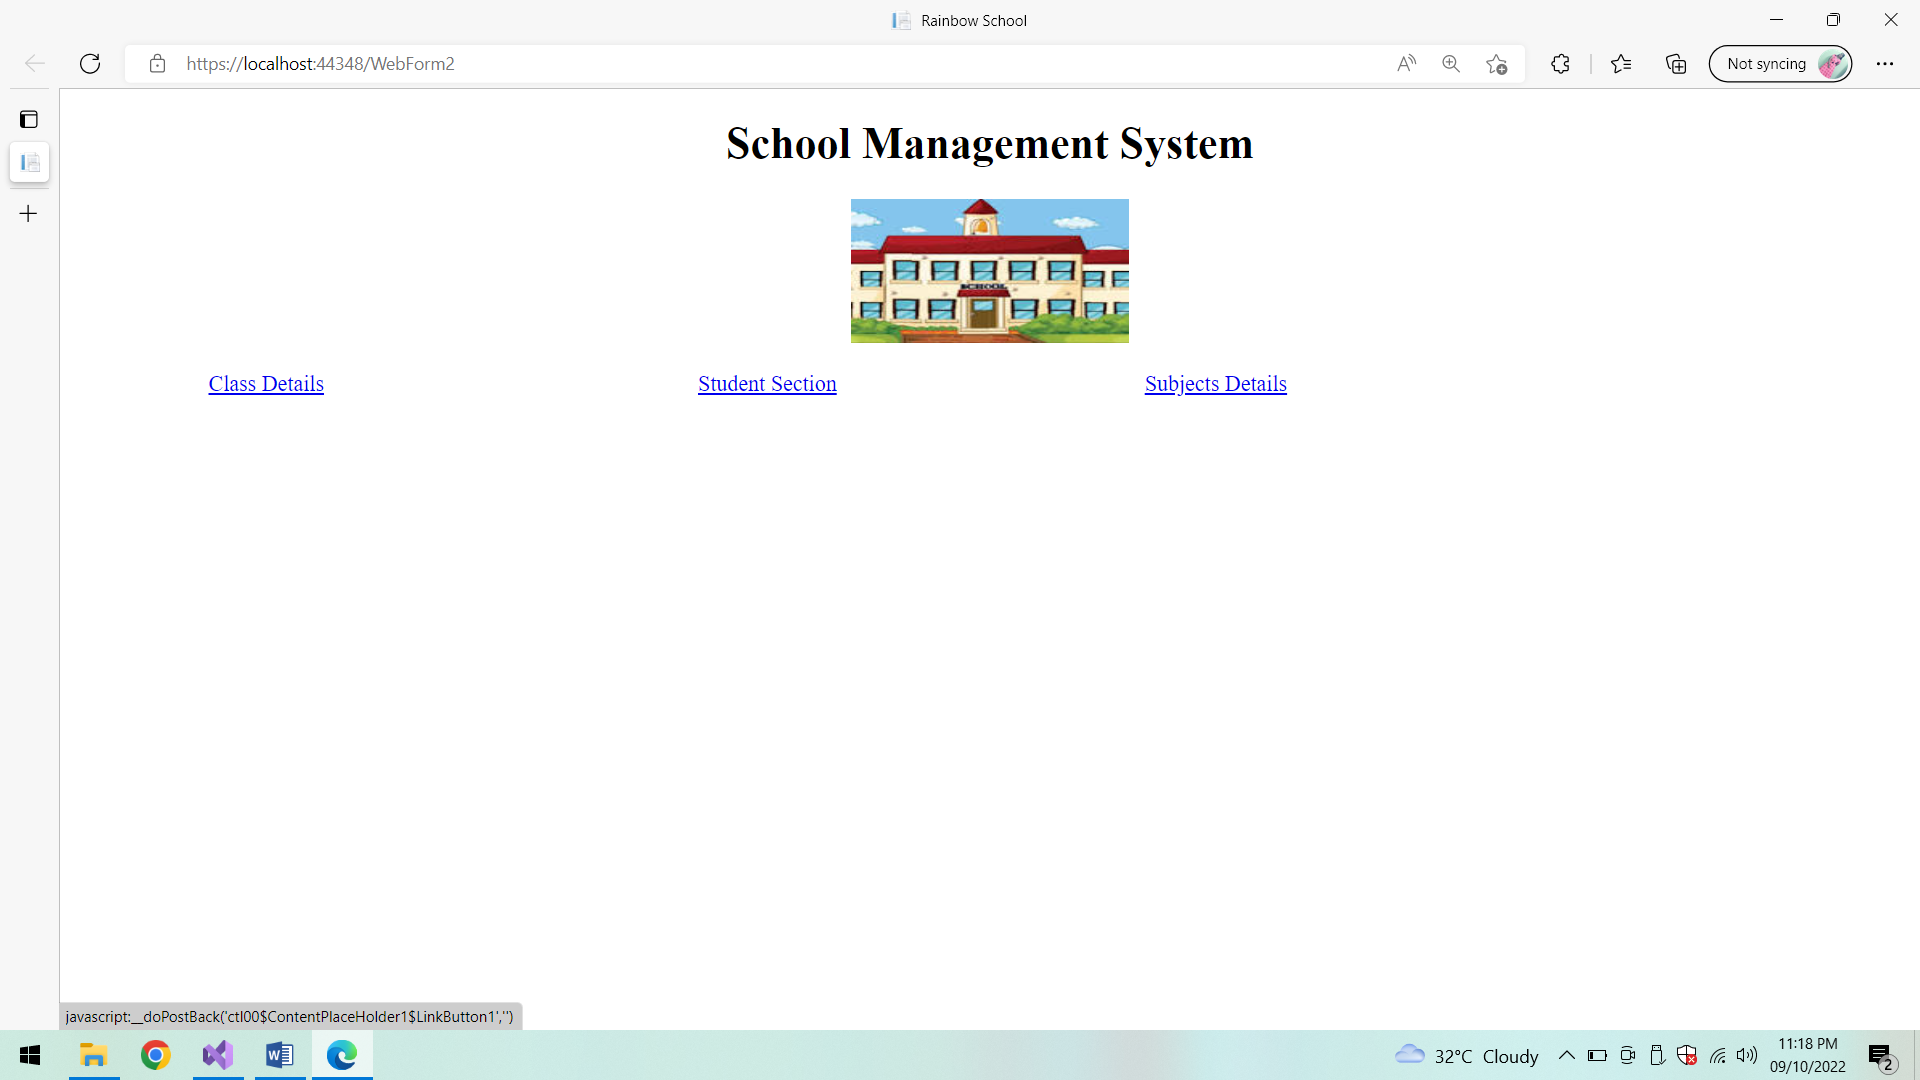 Rainbow School
https://localhost:44348/WebForm2
Not syncing
School Management System
SCHOOL
Class Details
Student Section
Subjects Details
javascript:__doPostBack('ctl00$ContentPlaceHolder1$LinkButton1','')
32°C Cloudy
11:18 PM
09/10/2022
2